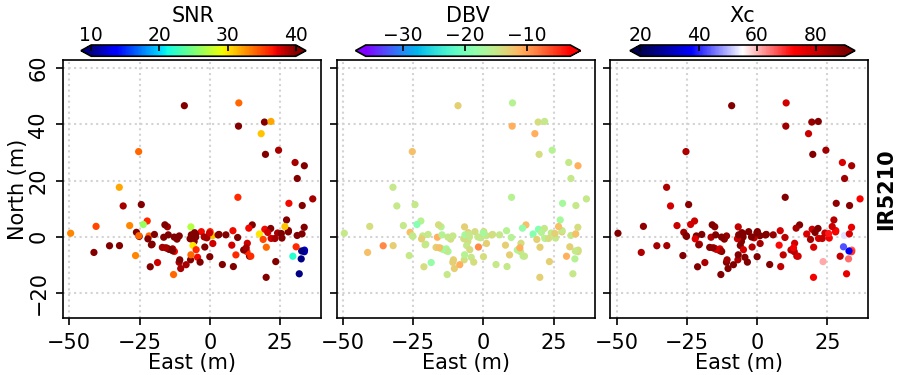 SNR DBV Xc
10 20 30 40 −30 −20 −10 20 40 60 80
60
40
20
0
−20
North (m)
IR5210
−50 −25 0 25 −50 −25 0 25 −50 −25 0 25
East (m) East (m) East (m)